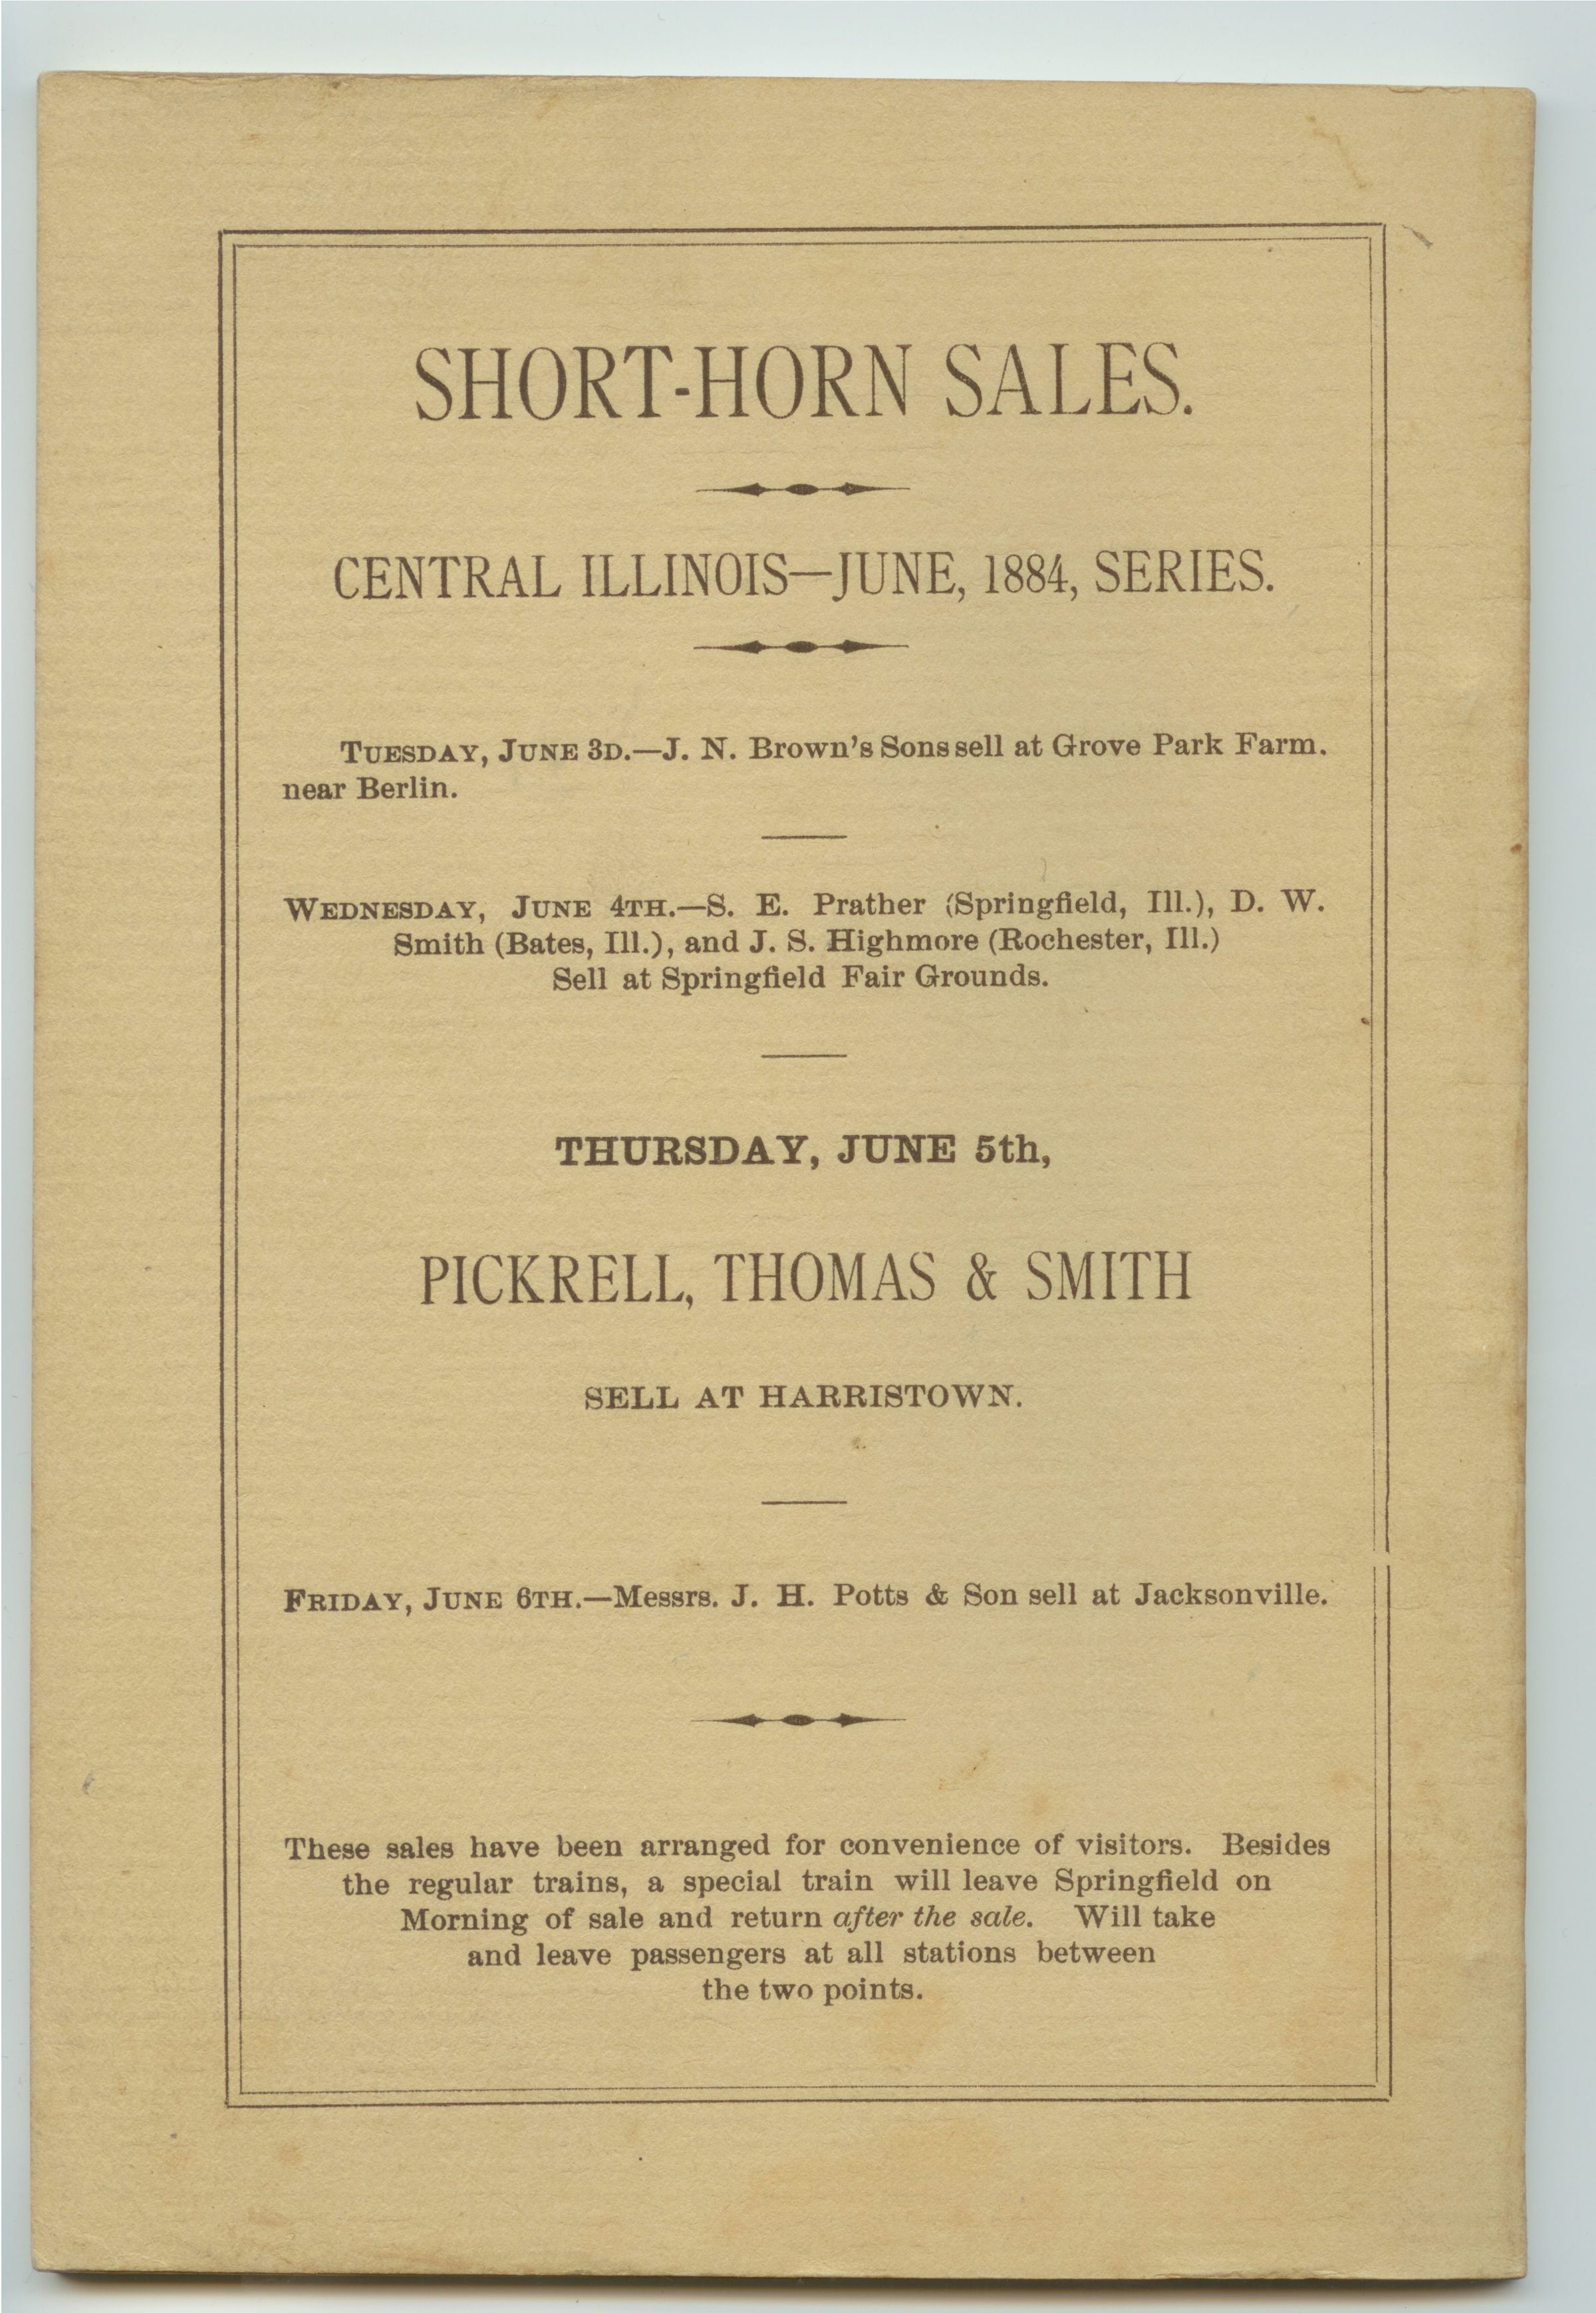 SHORT-HORN SALES.
CENTRAL ILLINOIS—JUNE, 1884, SERIES.
TUESDAY, JUNE 3D.—J. N. Brown's Sons sell at Grove Park Farm.
near Berlin.
WEDNESDAY, JUNE 4TH.—S. E. Prather (Springfield, Ill.), D. W.
Smith (Bates, Ill.), and J. S. Highmore (Rochester, Ill.)
Sell at Springfield Fair Grounds.
THURSDAY, JUNE 5th,
PICKRELL, THOMAS & SMITH
SELL AT HARRISTOWN.
FRIDAY, JUNE 6TH.—Messrs. J. H. Potts & Son sell at Jacksonville.
These sales have been arranged for convenience of visitors. Besides
the regular trains, a special train will leave Springfield on
Morning of sale and return after the sale. Will take
and leave passengers at all stations between
the two points.